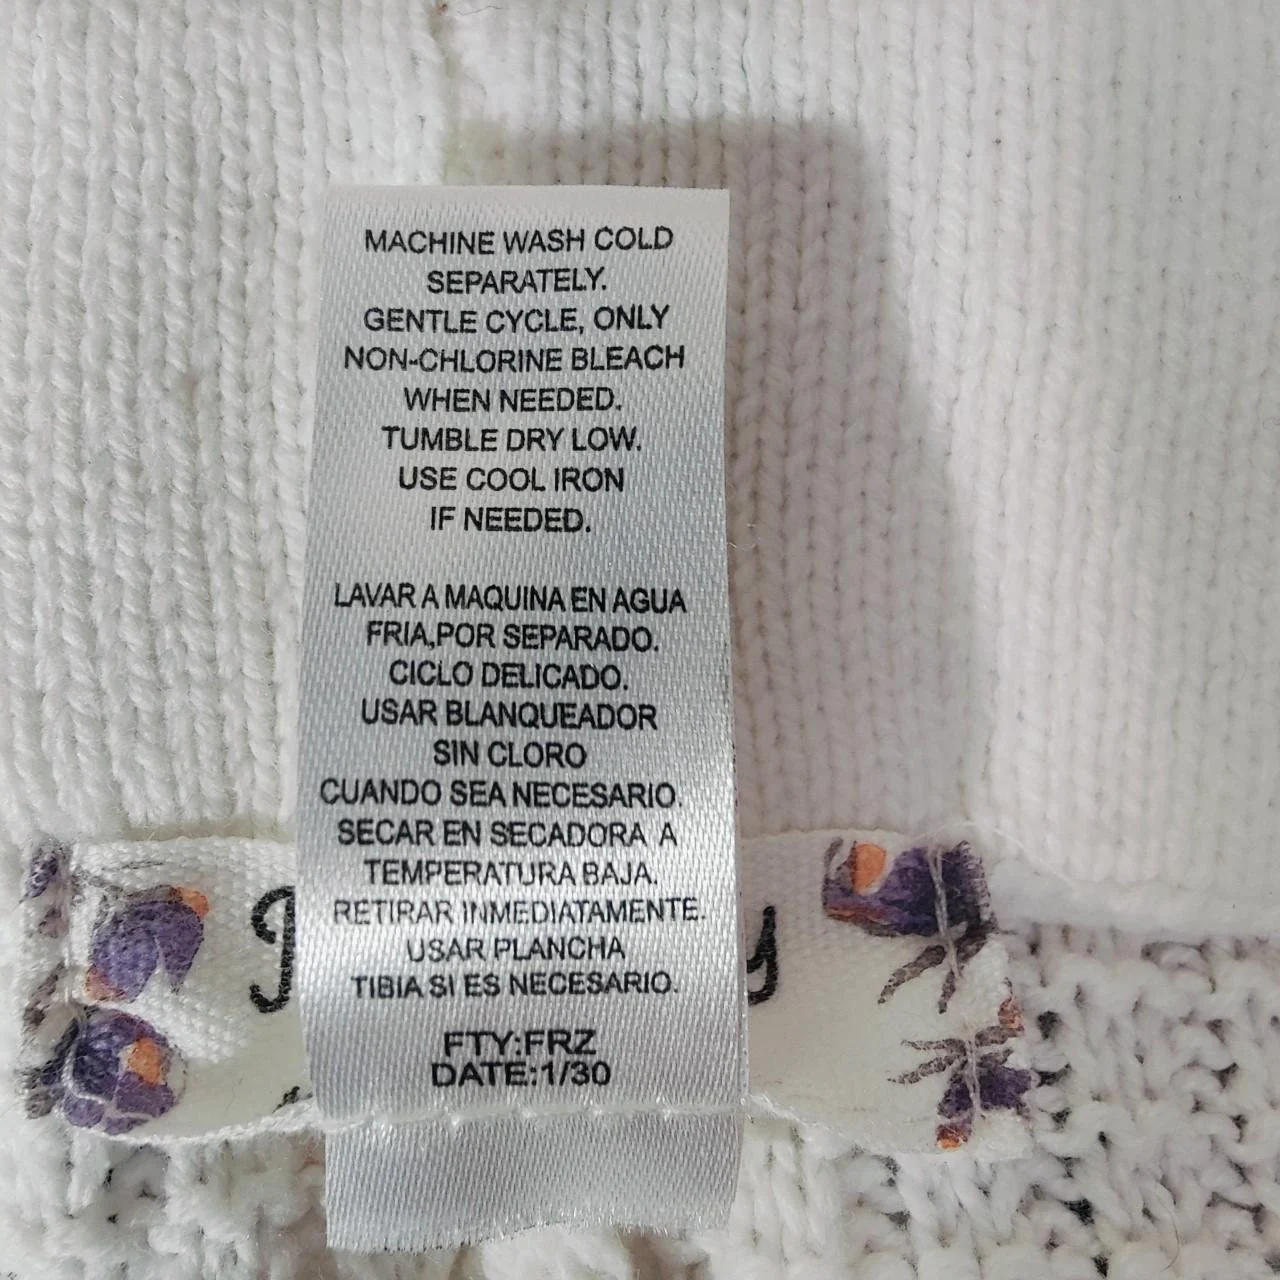 MACHINE WASH COLD
SEPARATELY.
GENTLE CYCLE, ONLY
NON-CHLORINE BLEACH
WHEN NEEDED.
TUMBLE DRY LOW.
USE COOL IRON
IF NEEDED.
LAVAR A MAQUINA EN AGUA
FRIA,POR SEPARADO.
CICLO DELICADO.
USAR BLANQUEADOR
SIN CLORO
CUANDO SEA NECESARIO.
SECAR EN SECADORA A
TEMPERATURA BAJA.
RETIRAR INMEDIATAMENTE.
USAR PLANCHA
TIBIA SI ES NECESARIO.
FTY:FRZ
DATE:1/30